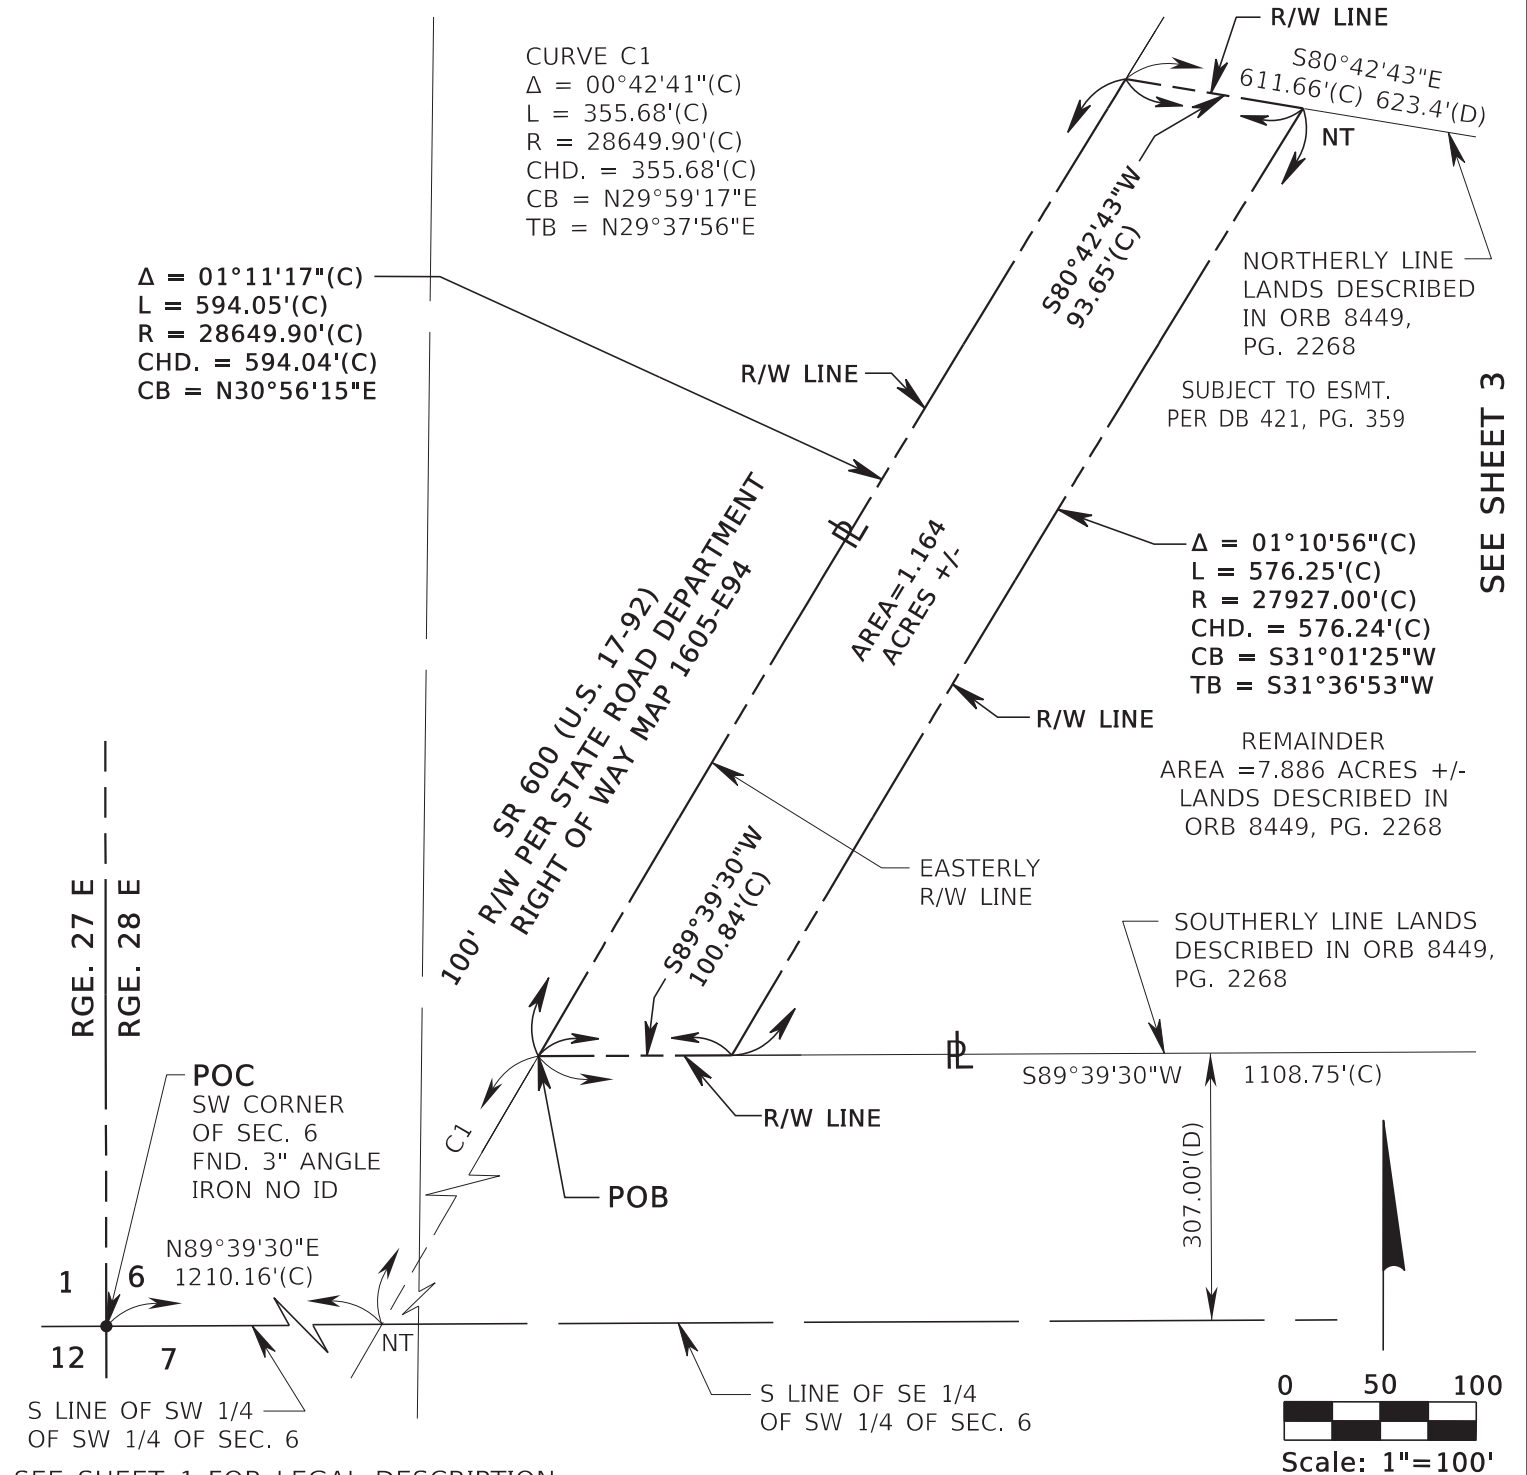 R/W LINE
S80°42'43"E
611.66'(C) 623.4'(D)
NT
CURVE C1
Δ = 00°42'41"(C)
L = 355.68'(C)
R = 28649.90'(C)
CHD. = 355.68'(C)
CB = N29°59'17"E
TB = N29°37'56"E
Δ = 01°11'17"(C)
L = 594.05'(C)
R = 28649.90'(C)
CHD. = 594.04'(C)
CB = N30°56'15"E
S80°42'43"W
93.65'(C)
NORTHERLY LINE
LANDS DESCRIBED
IN ORB 8449,
PG. 2268
R/W LINE
SUBJECT TO ESMT.
PER DB 421, PG. 359
SEE SHEET 3
PL
AREA=1.164
ACRES +/-
Δ = 01°10'56"(C)
L = 576.25'(C)
R = 27927.00'(C)
CHD. = 576.24'(C)
CB = S31°01'25"W
TB = S31°36'53"W
SR 600 (U.S. 17-92)
100' R/W PER STATE ROAD DEPARTMENT
RIGHT OF WAY MAP 1605-E94
R/W LINE
REMAINDER
AREA =7.886 ACRES +/-
LANDS DESCRIBED IN
ORB 8449, PG. 2268
EASTERLY
R/W LINE
S89°39'30"W
100.84'(C)
RGE. 27 E
RGE. 28 E
SOUTHERLY LINE LANDS
DESCRIBED IN ORB 8449,
PG. 2268
PL
S89°39'30"W 1108.75'(C)
POC
SW CORNER
OF SEC. 6
FND. 3" ANGLE
IRON NO ID
C1
R/W LINE
POB
307.00'(D)
N89°39'30"E
1210.16'(C)
1
6
12
7
NT
S LINE OF SW 1/4
OF SW 1/4 OF SEC. 6
S LINE OF SE 1/4
OF SW 1/4 OF SEC. 6
0 50 100
Scale: 1"=100'
SEE SHEET 1 FOR LEGAL DESCRIPTION